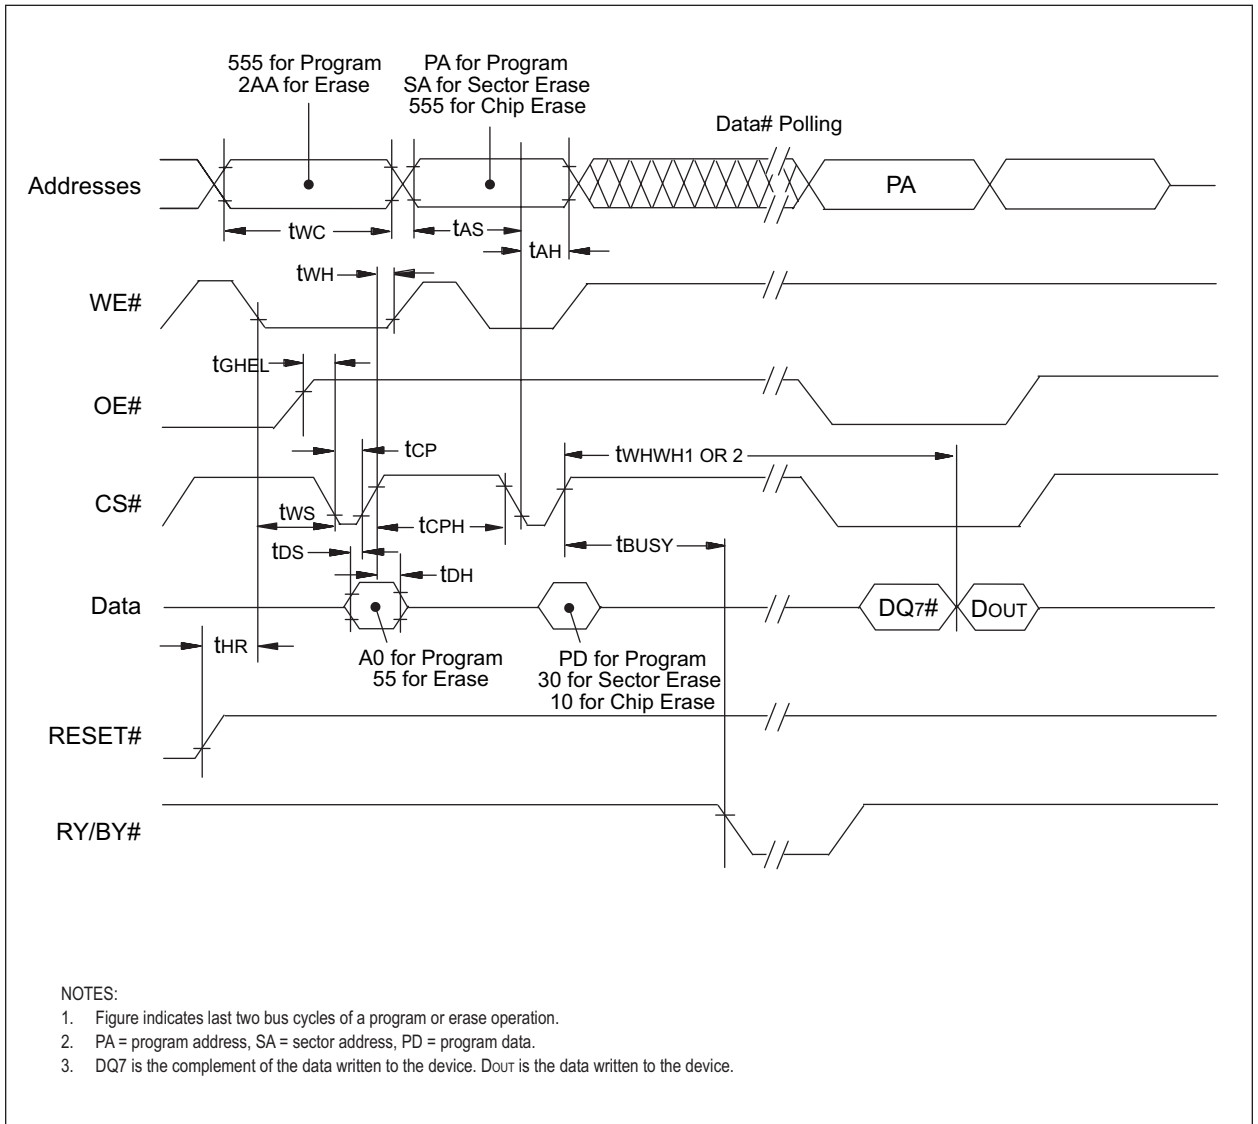 555 for Program
2AA for Erase
PA for Program
SA for Sector Erase
555 for Chip Erase
Data# Polling
Addresses
PA
tWC
tAS
tAH
tWH
WE#
tGHEL
OE#
tCP
tWHWH1 OR 2
CS#
tWS
tCPH
tBUSY
tDS
tDH
Data
DQ7#
DOUT
tHR
A0 for Program
55 for Erase
PD for Program
30 for Sector Erase
10 for Chip Erase
RESET#
RY/BY#
NOTES:
1. Figure indicates last two bus cycles of a program or erase operation.
2. PA = program address, SA = sector address, PD = program data.
3. DQ7 is the complement of the data written to the device. DOUT is the data written to the device.